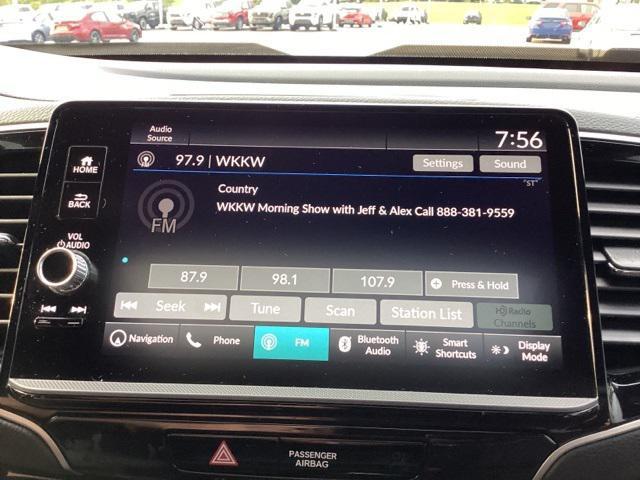 Audio
Source
7:56
97.9 | WKKW
Settings
Sound
"ST"
HOME
Country
WKKW Morning Show with Jeff & Alex Call 888-381-9559
BACK
FM
VOL
AUDIO
87.9
98.1
107.9
Press & Hold
Seek
Tune
Scan
Station List
HD Radio
Channels
Navigation
Phone
FM
Bluetooth
Audio
Smart
Shortcuts
Display
Mode
PASSENGER
AIRBAG